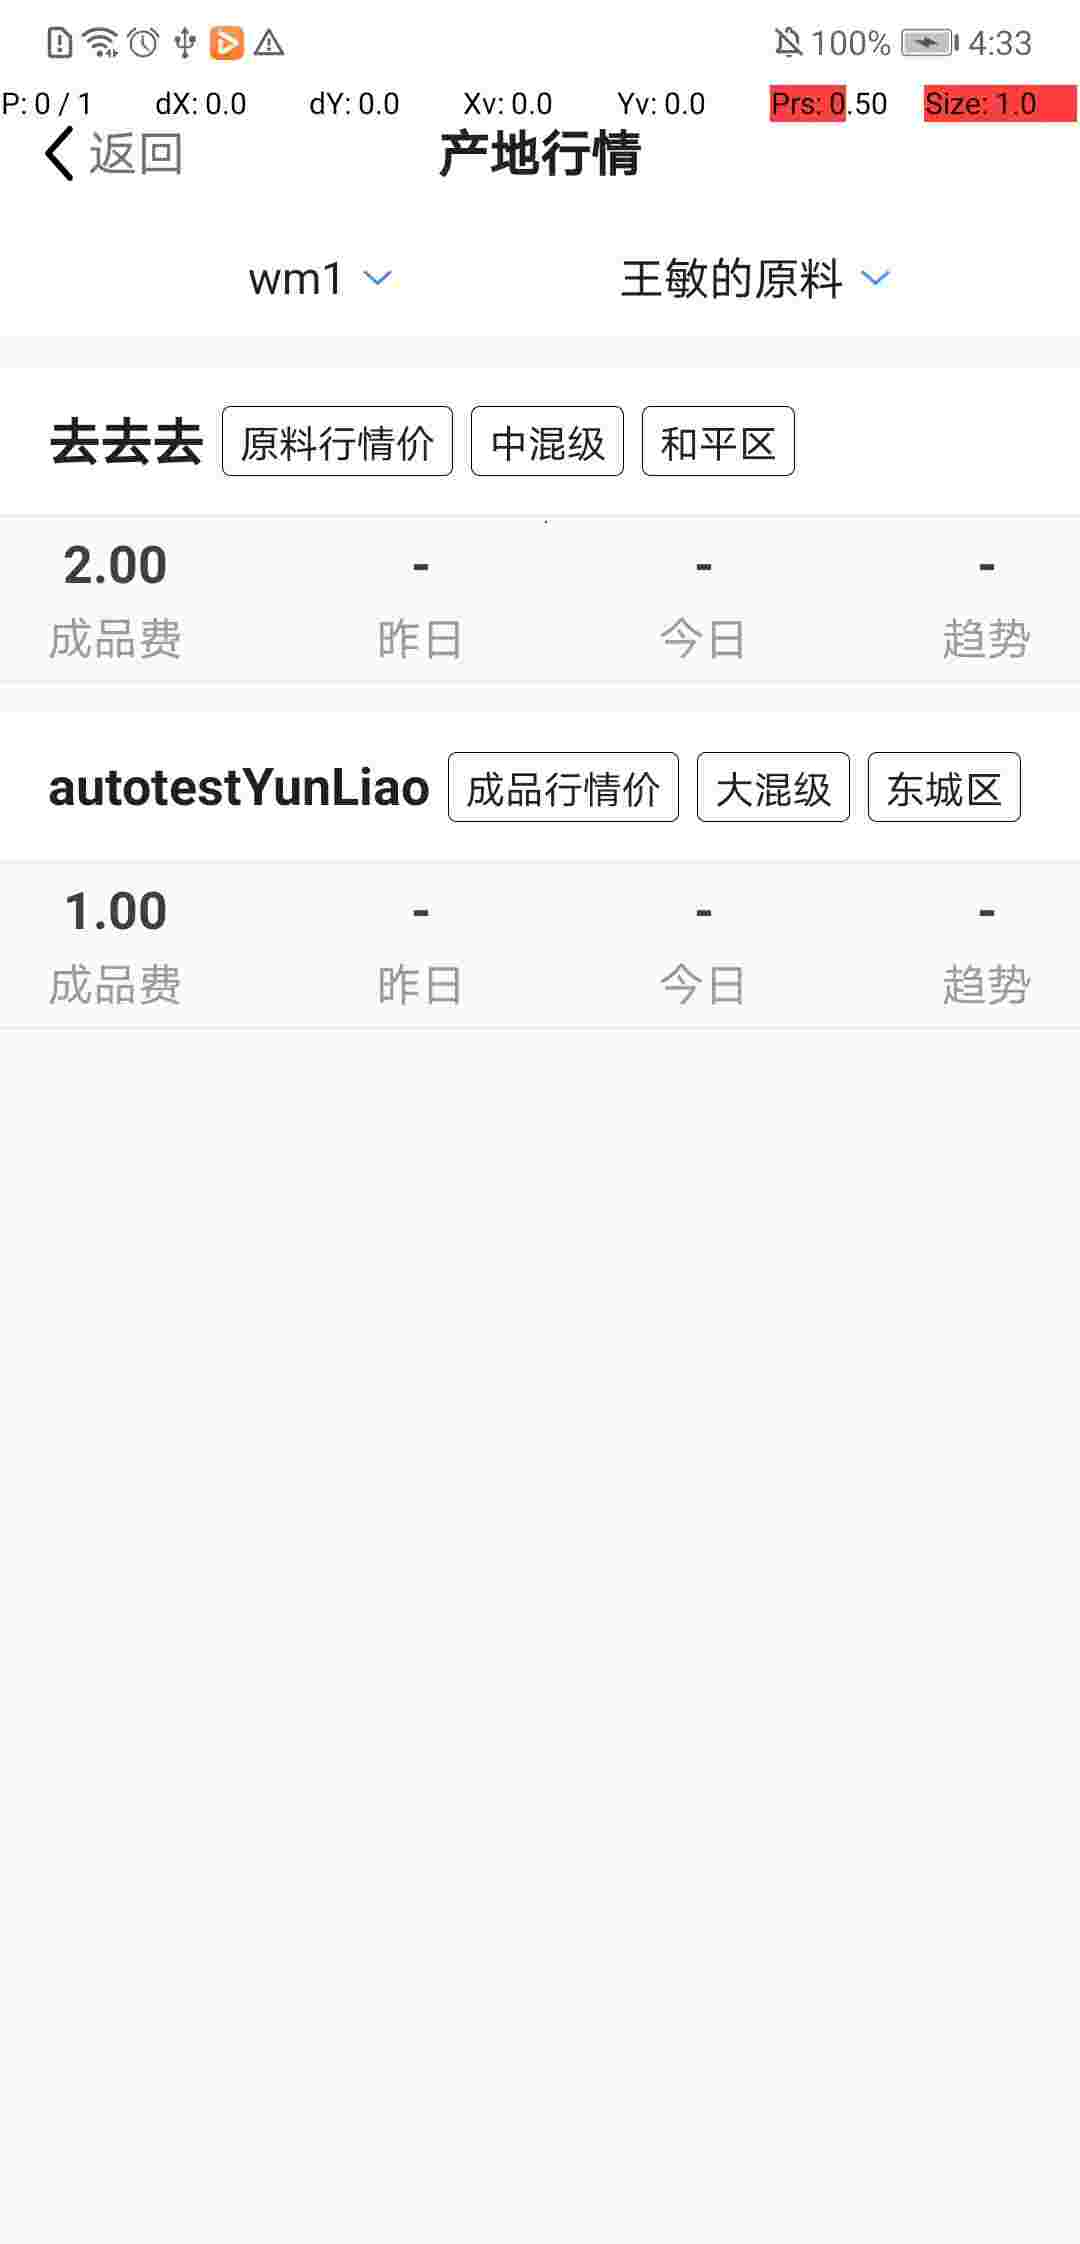 100% 4:33
P: 0 / 1 dX: 0.0 dY: 0.0 Xv: 0.0 Yv: 0.0 Prs: 0.50 Size: 1.0
返回 产地行情
wm1 王敏的原料
去去去 原料行情价 中混级 和平区
2.00 - - -
成品费 昨日 今日 趋势
autotestYunLiao 成品行情价 大混级 东城区
1.00 - - -
成品费 昨日 今日 趋势